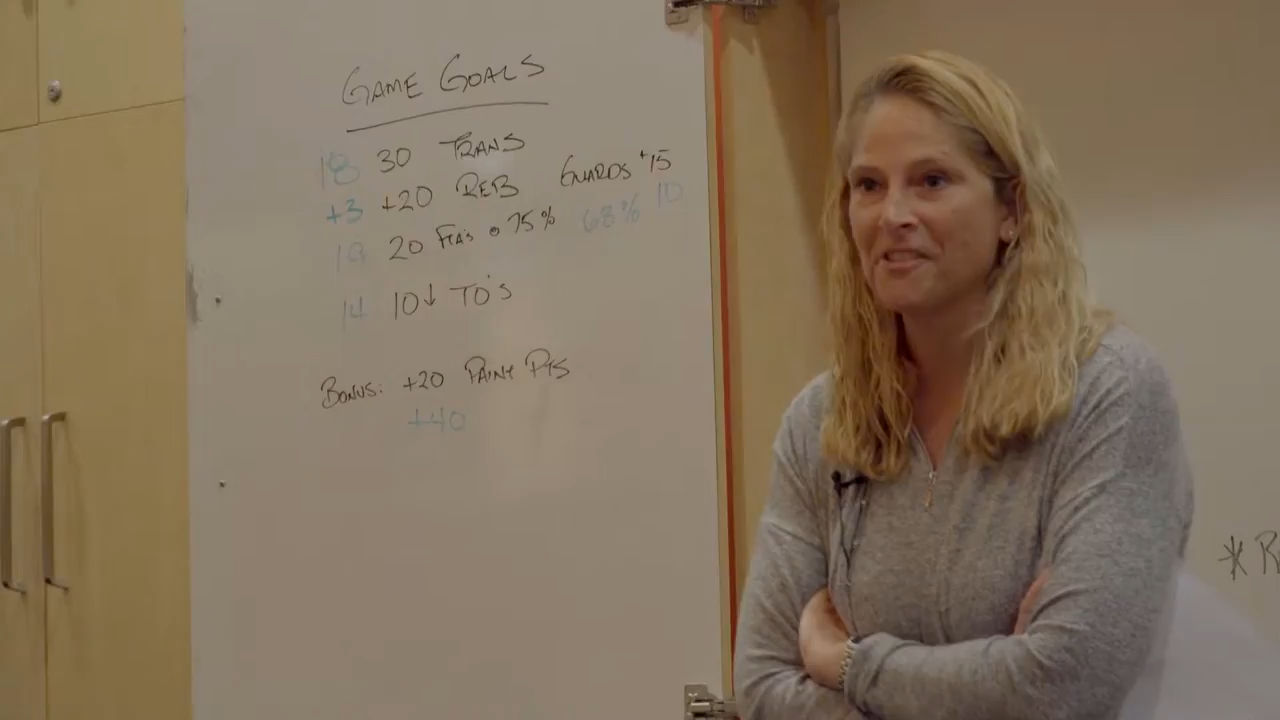 GAME GOALS
18 30 TRANS
+3 +20 REB GUARDS +15
10
19 20 FTA's @ 75% 68%
14 10↓ TO'S
BONUS: +20 PAINT PTS
+40
* R